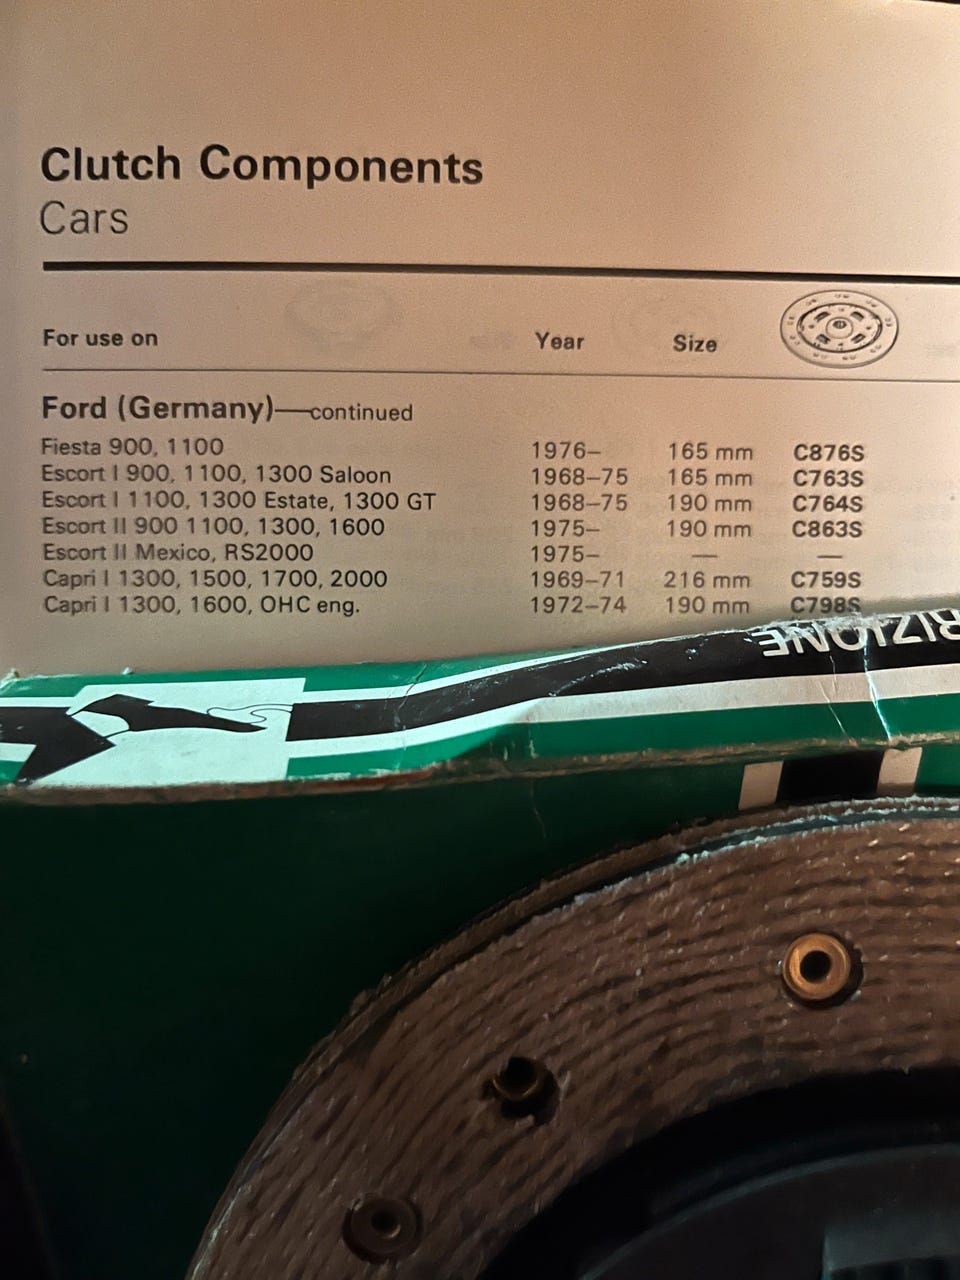 Clutch Components
Cars
For use on Year Size
Ford (Germany)—continued
Fiesta 900, 1100 1976– 165 mm C876S
Escort I 900, 1100, 1300 Saloon 1968–75 165 mm C763S
Escort I 1100, 1300 Estate, 1300 GT 1968–75 190 mm C764S
Escort II 900 1100, 1300, 1600 1975– 190 mm C863S
Escort II Mexico, RS2000 1975– — —
Capri I 1300, 1500, 1700, 2000 1969–71 216 mm C759S
Capri I 1300, 1600, OHC eng. 1972–74 190 mm C798S
RIZIONE